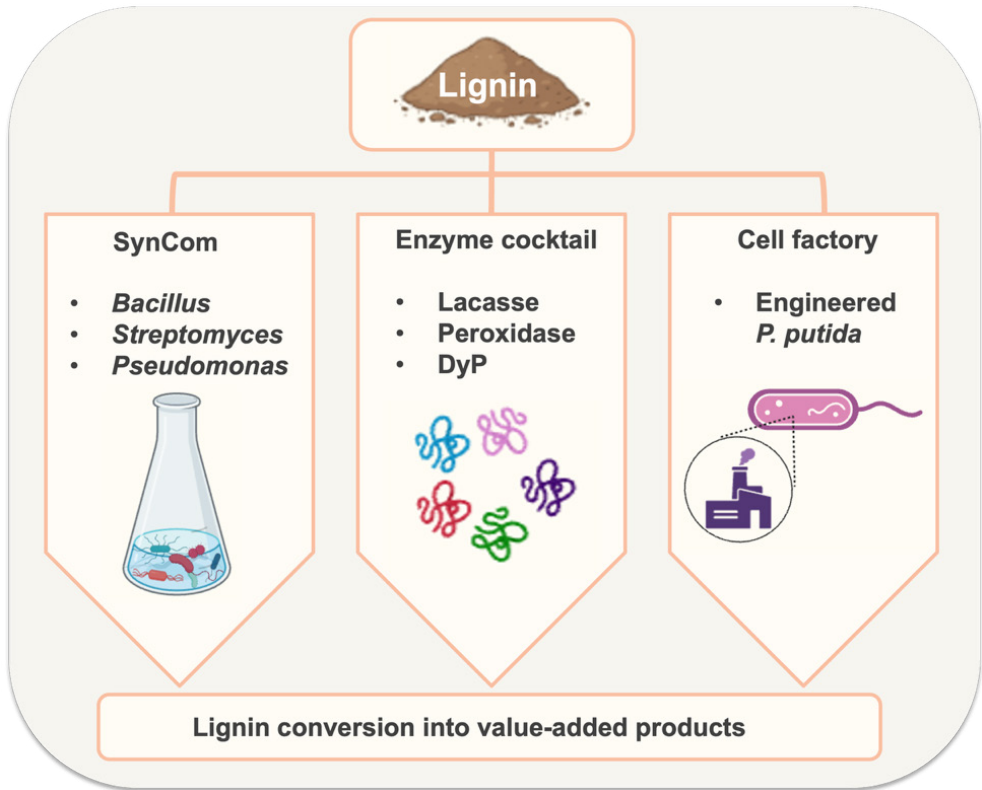 Lignin
SynCom
• Bacillus
• Streptomyces
• Pseudomonas
Enzyme cocktail
• Lacasse
• Peroxidase
• DyP
Cell factory
• Engineered
P. putida
Lignin conversion into value-added products